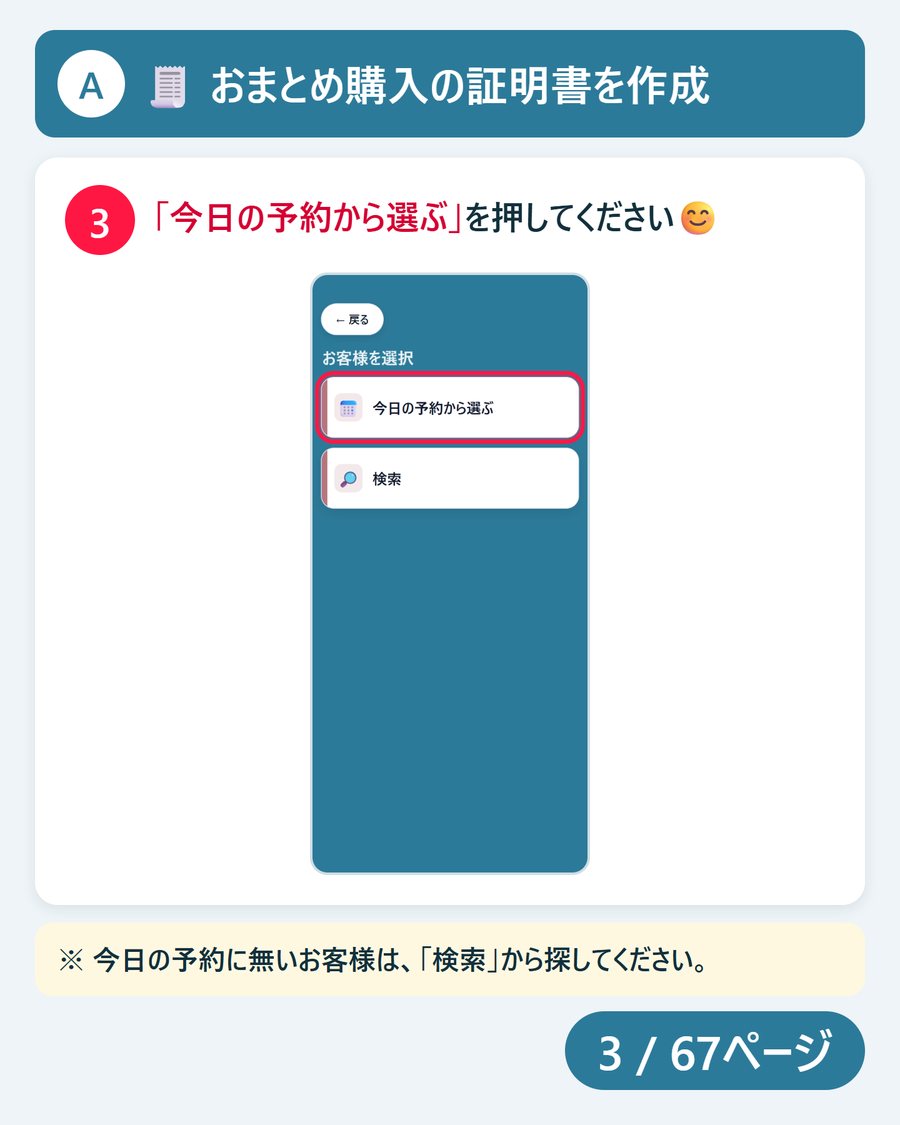 A おまとめ購入の証明書を作成
3 「今日の予約から選ぶ」を押してください
← 戻る
お客様を選択
今日の予約から選ぶ
検索
※ 今日の予約に無いお客様は、「検索」から探してください。
3 / 67ページ